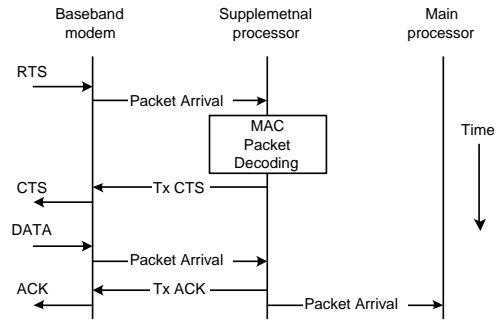 Baseband
modem
Supplemetnal
processor
Main
processor
RTS
Packet Arrival
MAC
Packet
Decoding
Time
CTS
Tx CTS
DATA
Packet Arrival
ACK
Tx ACK
Packet Arrival